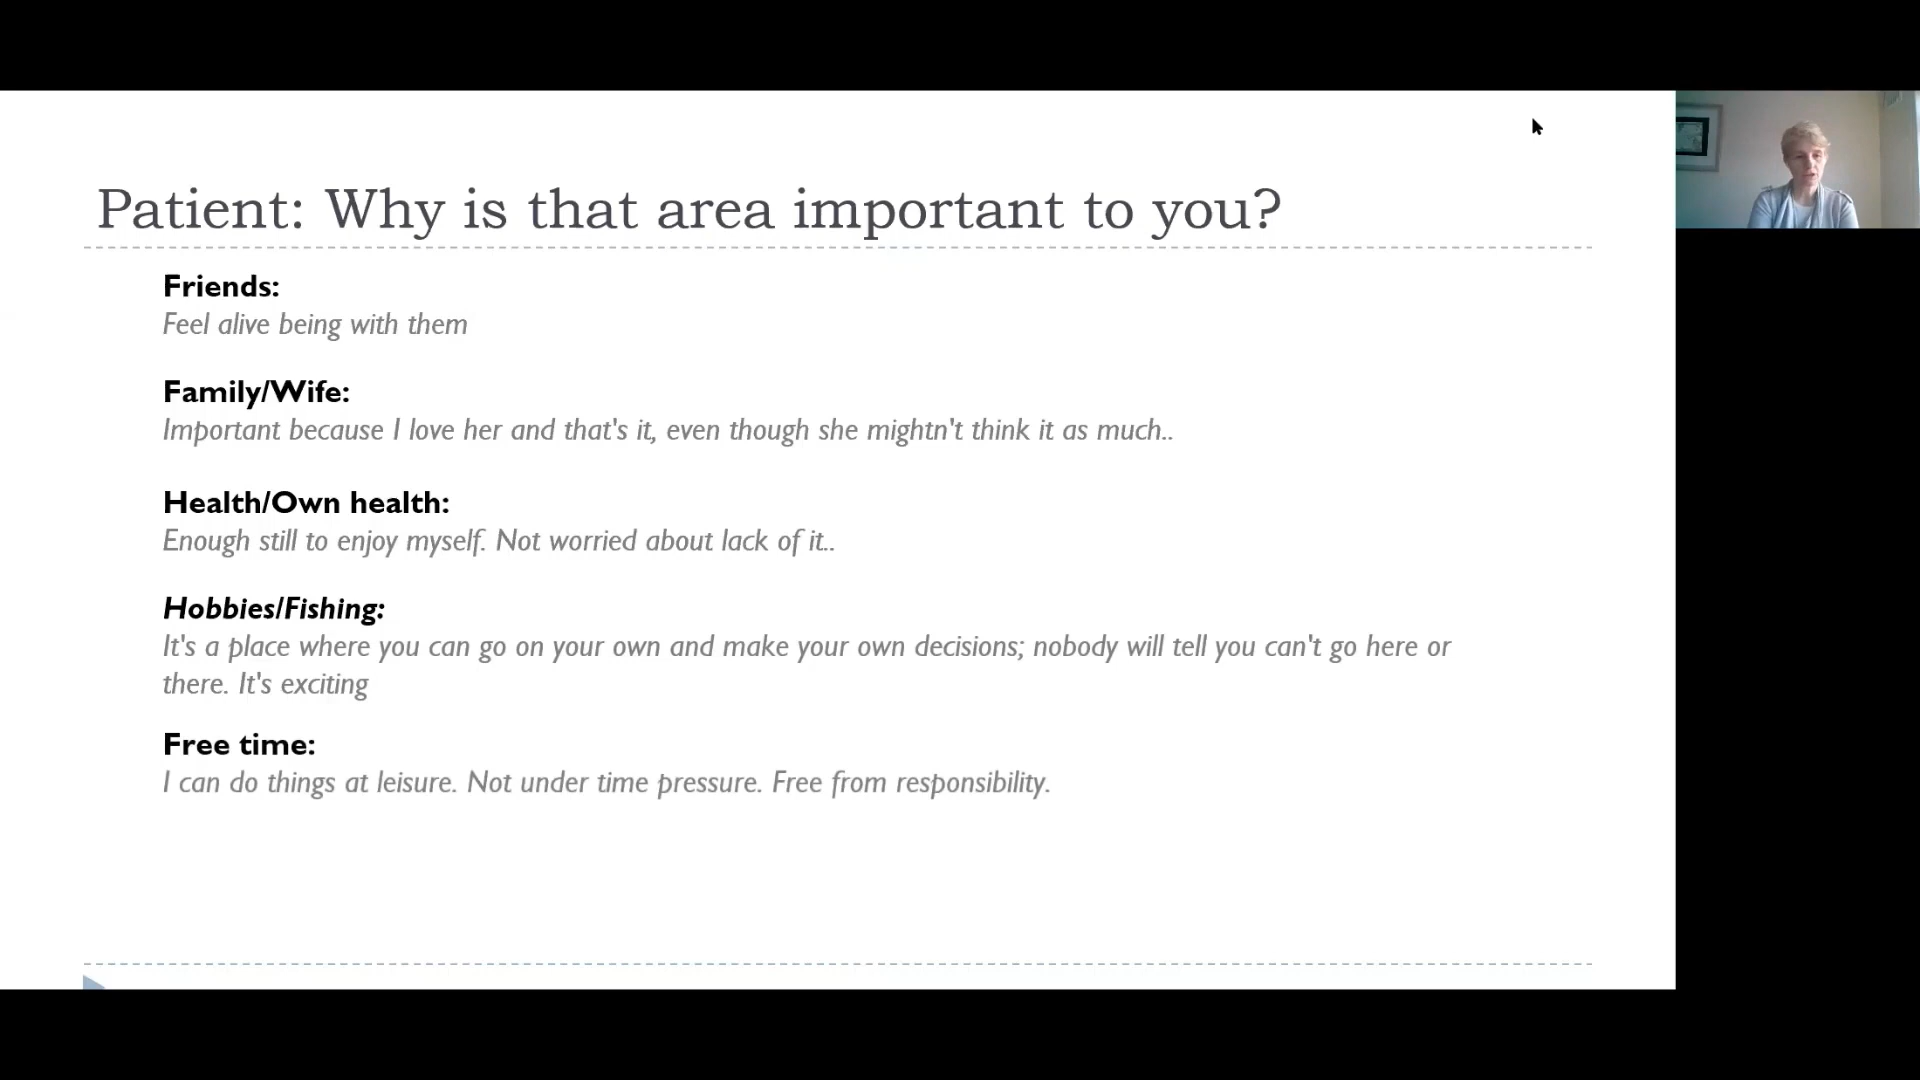 Patient: Why is that area important to you?
Friends:
Feel alive being with them
Family/Wife:
Important because I love her and that's it, even though she mightn't think it as much..
Health/Own health:
Enough still to enjoy myself. Not worried about lack of it..
Hobbies/Fishing:
It's a place where you can go on your own and make your own decisions; nobody will tell you can't go here or
there. It's exciting
Free time:
I can do things at leisure. Not under time pressure. Free from responsibility.